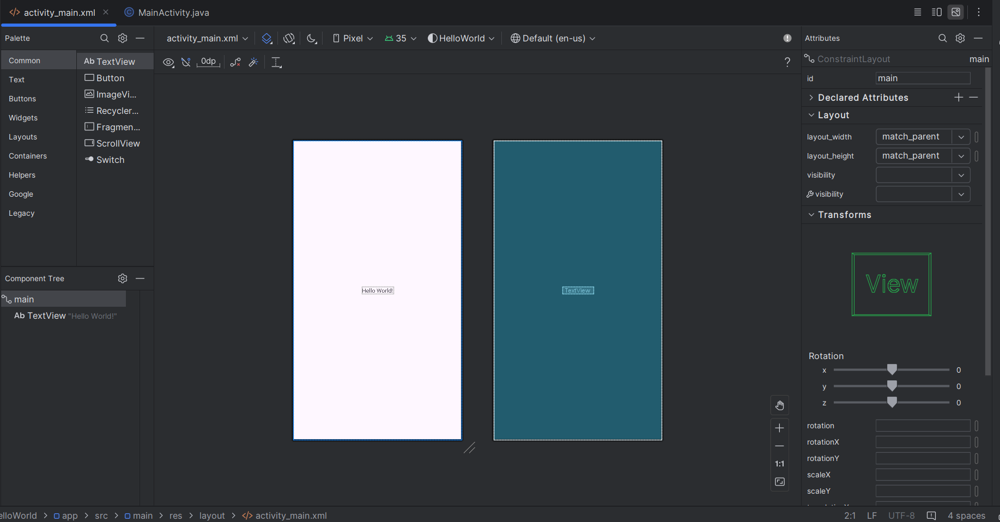 activity_main.xml
MainActivity.java
Palette
activity_main.xml
Pixel
35
HelloWorld
Default (en-us)
Attributes
Common
Text
Buttons
Widgets
Layouts
Containers
Helpers
Google
Legacy
Ab TextView
Button
ImageVi...
Recycler...
Fragmen...
ScrollView
Switch
0dp
?
Component Tree
main
Ab TextView "Hello World!"
Hello World!
TextView
1:1
ConstraintLayout main
id main
Declared Attributes
Layout
layout_width match_parent
layout_height match_parent
visibility
visibility
Transforms
View
Rotation
x 0
y 0
z 0
rotation
rotationX
rotationY
scaleX
scaleY
elloWorld > app > src > main > res > layout > activity_main.xml
2:1 LF UTF-8 4 spaces